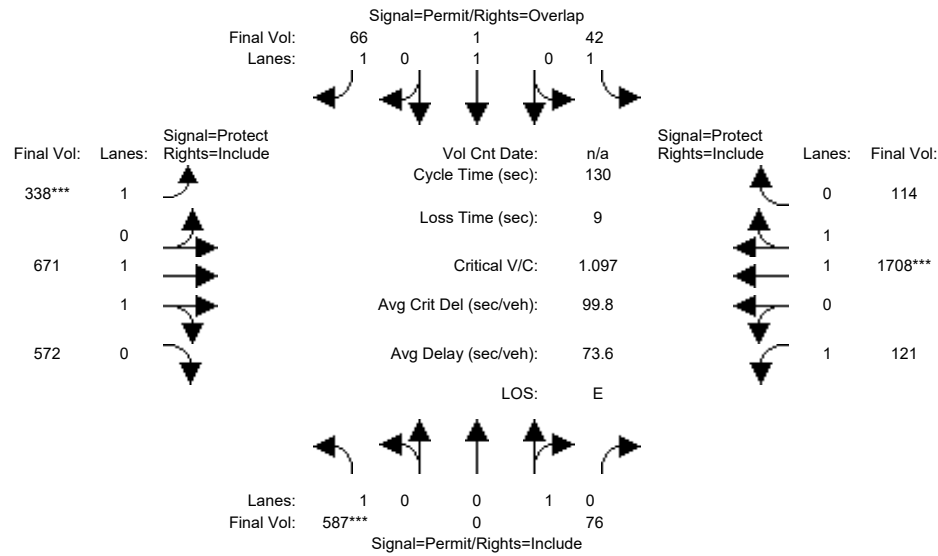 Signal=Permit/Rights=Overlap
Final Vol: 66 1 42
Lanes: 1 0 1 0 1
Signal=Protect Signal=Protect
Final Vol: Lanes: Rights=Include Vol Cnt Date: n/a Rights=Include Lanes: Final Vol:
Cycle Time (sec): 130
338*** 1 0 114
Loss Time (sec): 9
0 1
671 1 Critical V/C: 1.097 1 1708***
1 Avg Crit Del (sec/veh): 99.8 0
572 0 Avg Delay (sec/veh): 73.6 1 121
LOS: E
Lanes: 1 0 0 1 0
Final Vol: 587*** 0 76
Signal=Permit/Rights=Include